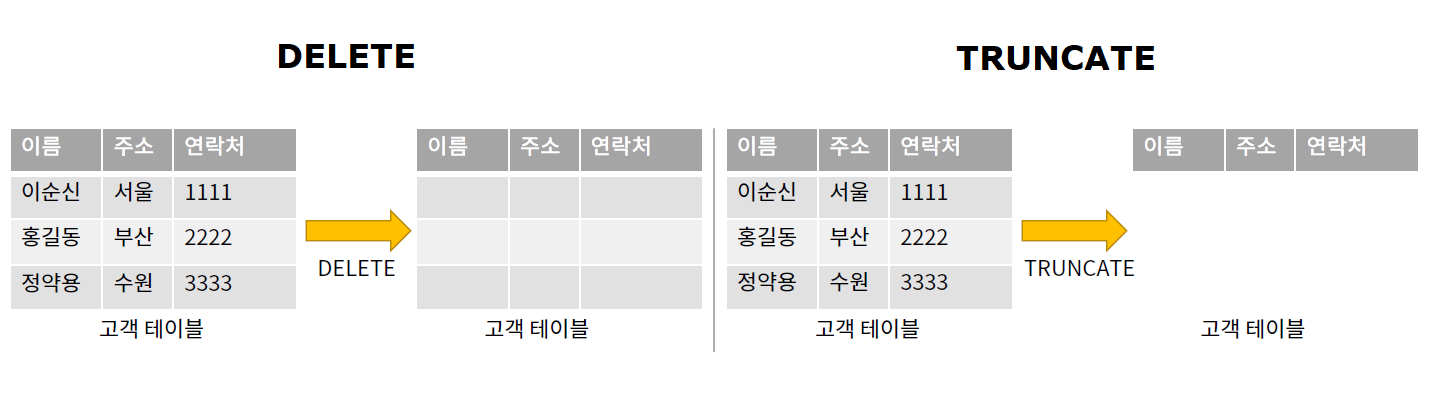 DELETE
이름 주소 연락처
이순신 서울 1111
홍길동 부산 2222
정약용 수원 3333
고객 테이블
DELETE
이름 주소 연락처
고객 테이블
TRUNCATE
이름 주소 연락처
이순신 서울 1111
홍길동 부산 2222
정약용 수원 3333
고객 테이블
TRUNCATE
이름 주소 연락처
고객 테이블